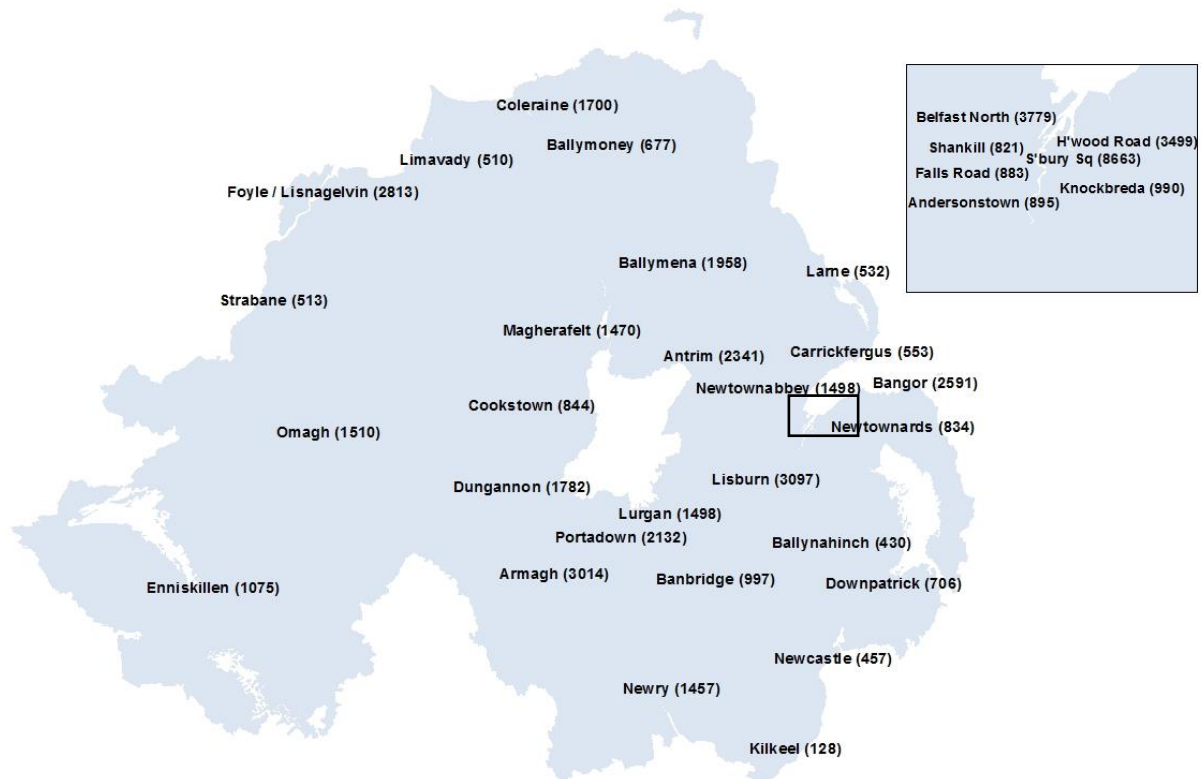 Coleraine (1700)
Ballymoney (677)
Limavady (510)
Foyle / Lisnagelvin (2813)
Ballymena (1958)
Larne (532)
Strabane (513)
Magherafelt (1470)
Antrim (2341)
Carrickfergus (553)
Newtownabbey (1498)
Bangor (2591)
Cookstown (844)
Omagh (1510)
Newtownards (834)
Lisburn (3097)
Dungannon (1782)
Lurgan (1498)
Portadown (2132)
Ballynahinch (430)
Armagh (3014)
Banbridge (997)
Downpatrick (706)
Enniskillen (1075)
Newcastle (457)
Newry (1457)
Kilkeel (128)
Belfast North (3779)
H'wood Road (3499)
Shankill (821)
S'bury Sq (8663)
Falls Road (883)
Knockbreda (990)
Andersonstown (895)